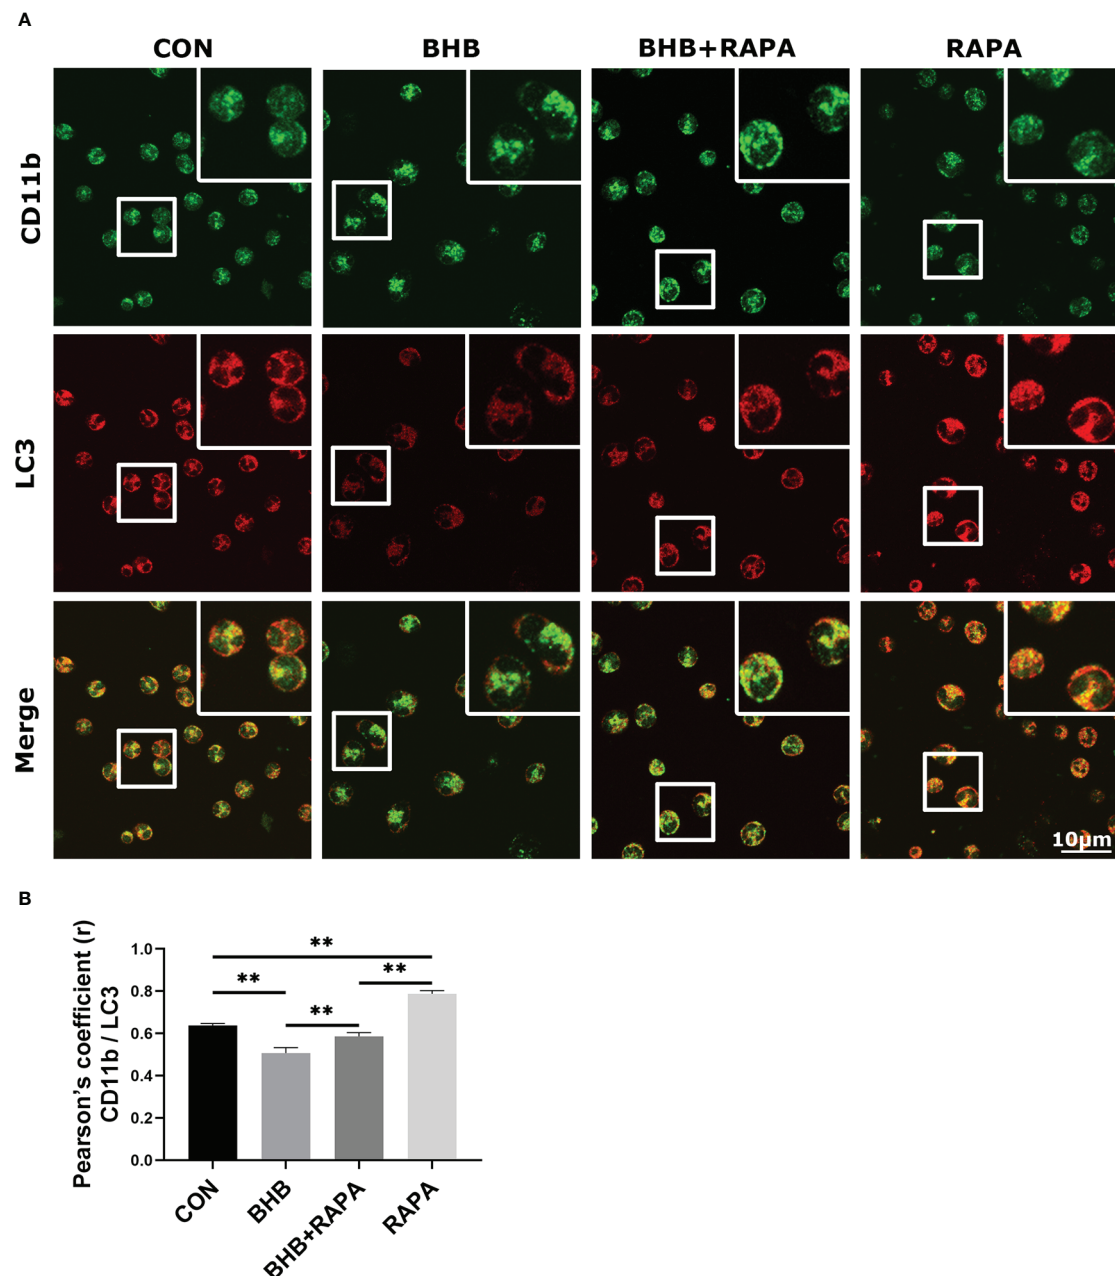 A
CON BHB BHB+RAPA RAPA
CD11b
LC3
Merge
10μm
B
Pearson's coefficient (r)
CD11b / LC3
1.0
0.8
0.6
0.4
0.2
0.0
**
**
**
**
CON BHB BHB+RAPA RAPA